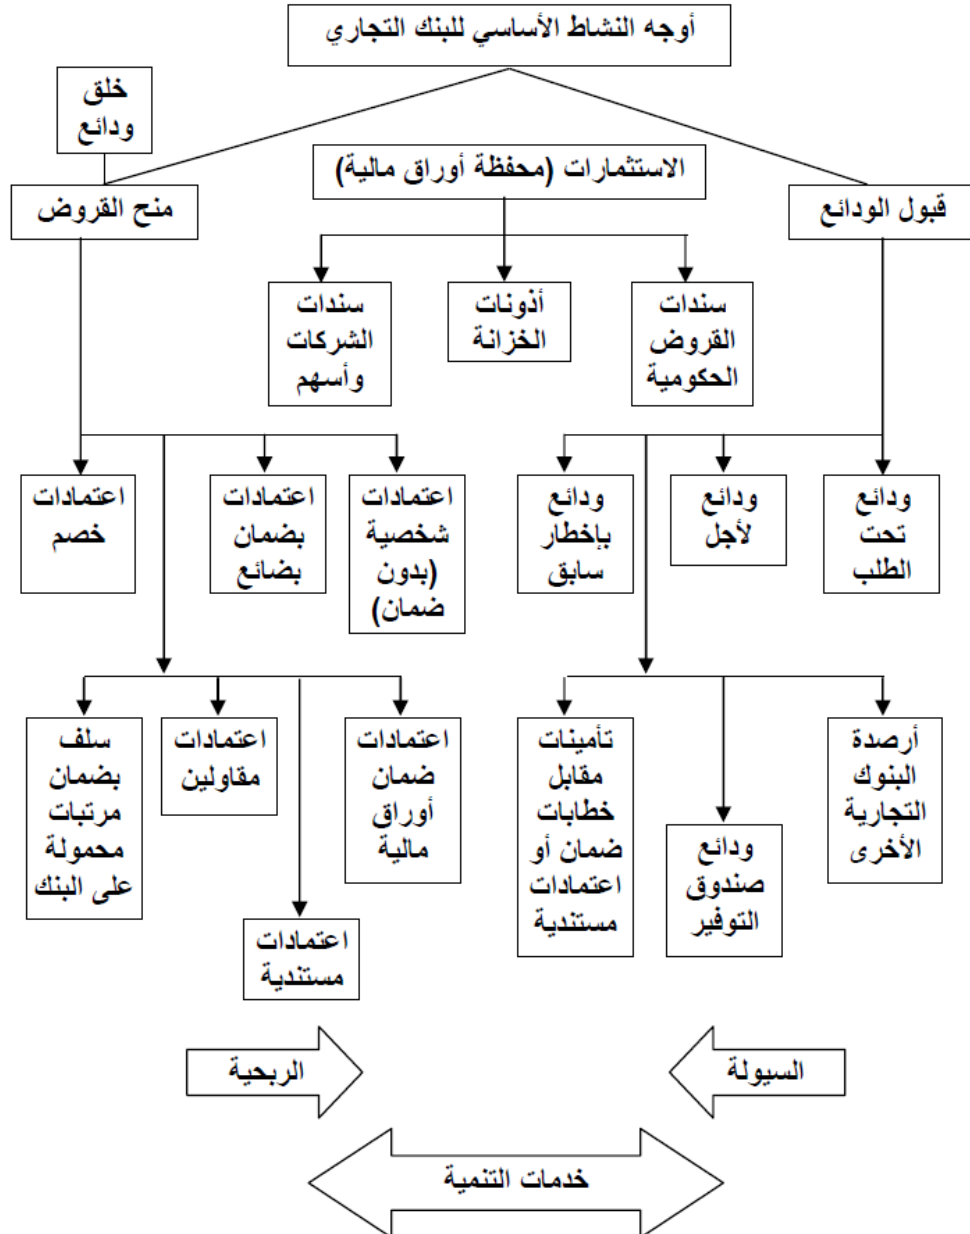 أوجه النشاط الأساسي للبنك التجاري
خلق
ودائع
الاستثمارات (محفظة أوراق مالية)
قبول الودائع
منح القروض
سندات
القروض
الحكومية
أذونات
الخزانة
سندات
الشركات
وأسهم
ودائع
تحت
الطلب
ودائع
لأجل
ودائع
بإخطار
سابق
اعتمادات
شخصية
(بدون
ضمان)
اعتمادات
بضمان
بضائع
اعتمادات
خصم
أرصدة
البنوك
التجارية
الأخرى
ودائع
صندوق
التوفير
تأمينات
مقابل
خطابات
ضمان أو
اعتمادات
مستندية
اعتمادات
ضمان
أوراق
مالية
اعتمادات
مستندية
اعتمادات
مقاولين
سلف
بضمان
مرتبات
محمولة
على البنك
السيولة
الربحية
خدمات التنمية